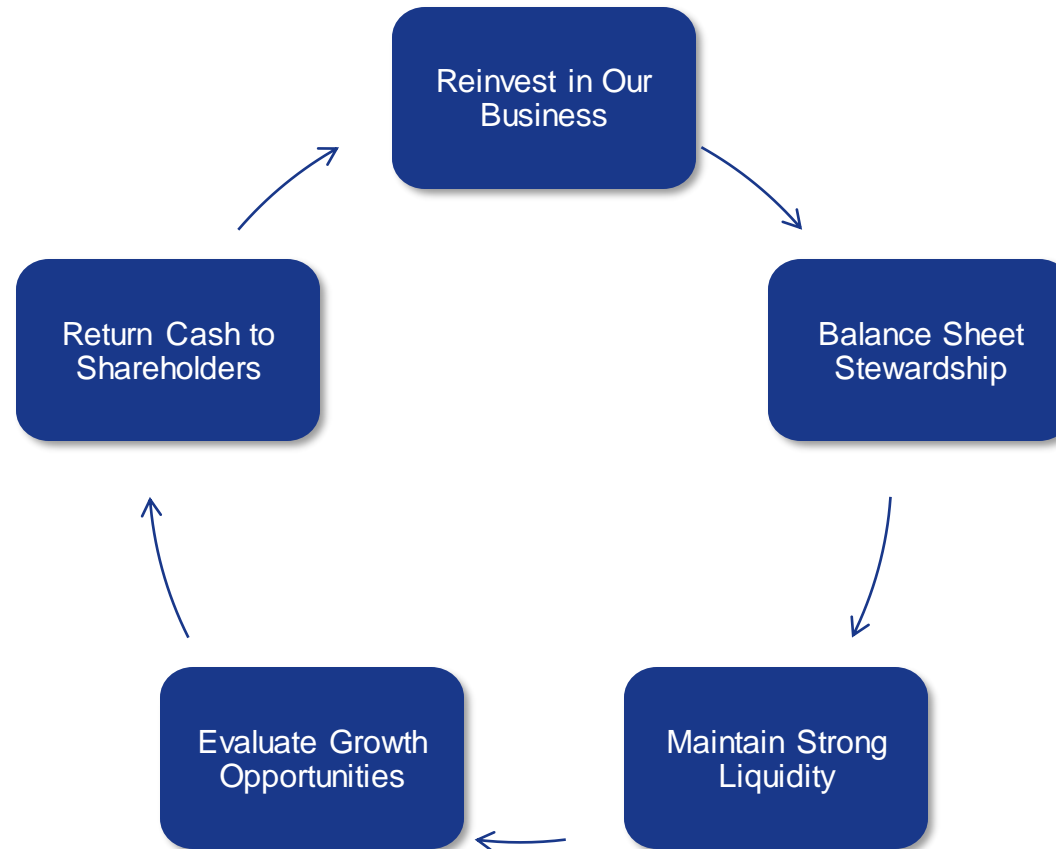 Reinvest in Our
Business
Balance Sheet
Stewardship
Maintain Strong
Liquidity
Evaluate Growth
Opportunities
Return Cash to
Shareholders